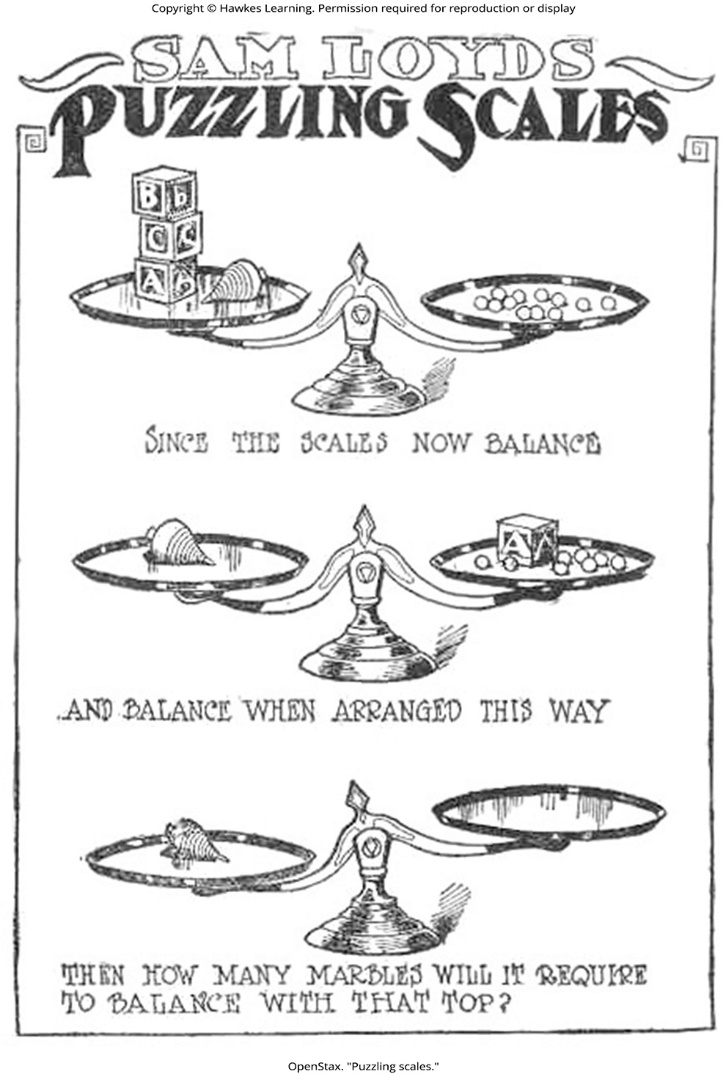 Copyright © Hawkes Learning. Permission required for reproduction or display
SAM LOYDS
PUZZLING SCALES
B b
C
A
SINCE THE SCALES NOW BALANCE
A A
.AND BALANCE WHEN ARRANGED THIS WAY
THEN HOW MANY MARBLES WILL IT REQUIRE
TO BALANCE WITH THAT TOP?
OpenStax. "Puzzling scales."